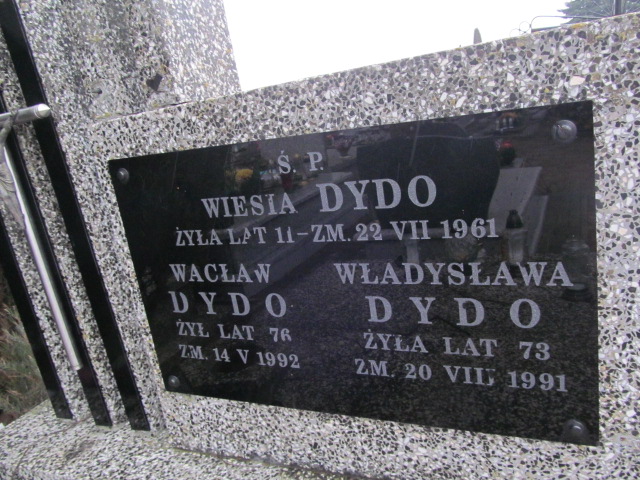 Ś. P.
WIESIA DYDO
ŻYŁA LAT 11-ZM. 22 VII 1961
WACŁAW
DYDO
ŻYŁ LAT 76
ZM. 14 V 1992
WŁADYSŁAWA
DYDO
ŻYŁA LAT 73
ZM. 20 VIII 1991